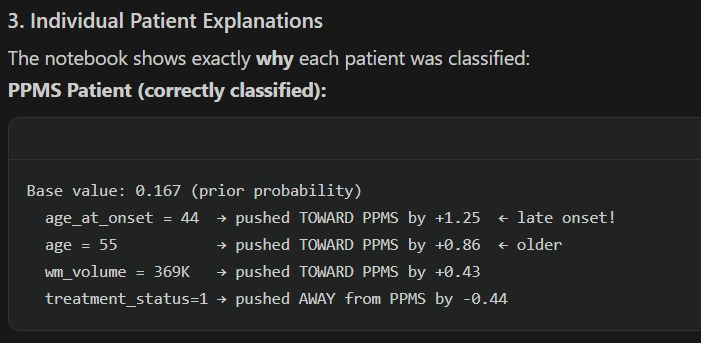 3. Individual Patient Explanations
The notebook shows exactly why each patient was classified:
PPMS Patient (correctly classified):
Base value: 0.167 (prior probability)
age_at_onset = 44 → pushed TOWARD PPMS by +1.25 ← late onset!
age = 55 → pushed TOWARD PPMS by +0.86 ← older
wm_volume = 369K → pushed TOWARD PPMS by +0.43
treatment_status=1 → pushed AWAY from PPMS by -0.44